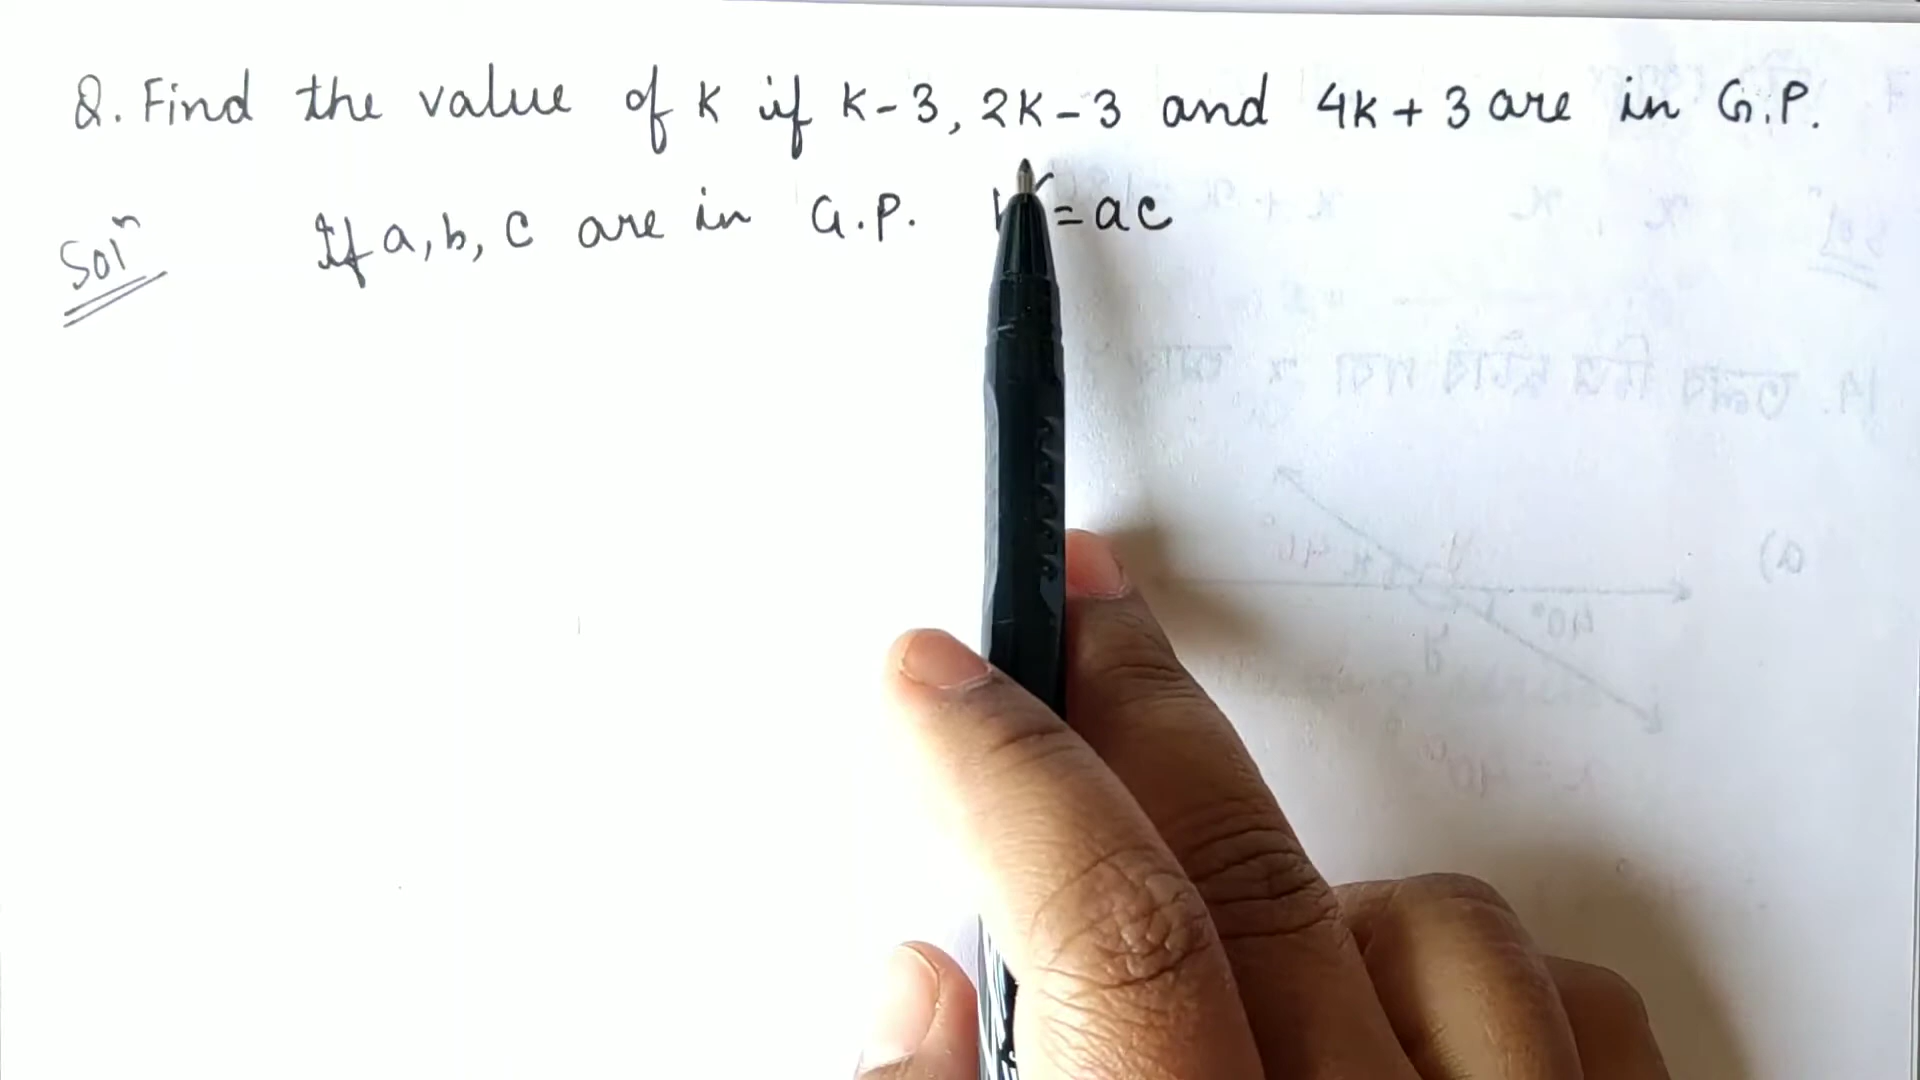 Q. Find the value of K if K-3, 2K-3 and 4K+3 are in G.P.
Solⁿ If a, b, c are in G.P. =ac